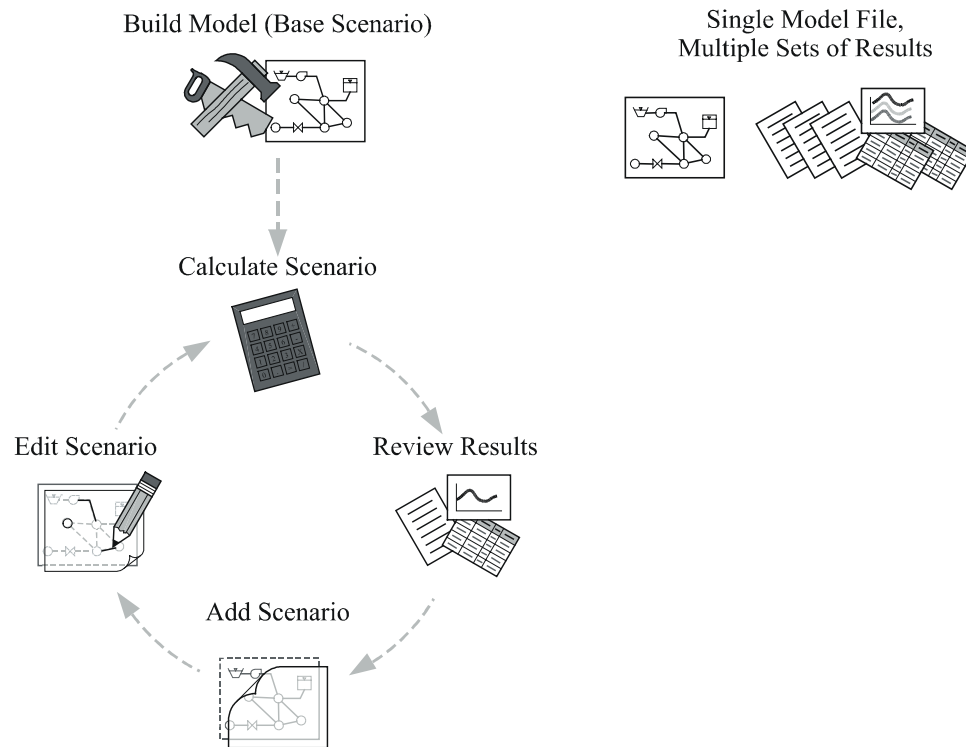 Build Model (Base Scenario)
Single Model File,
Multiple Sets of Results
Calculate Scenario
Edit Scenario
Review Results
Add Scenario